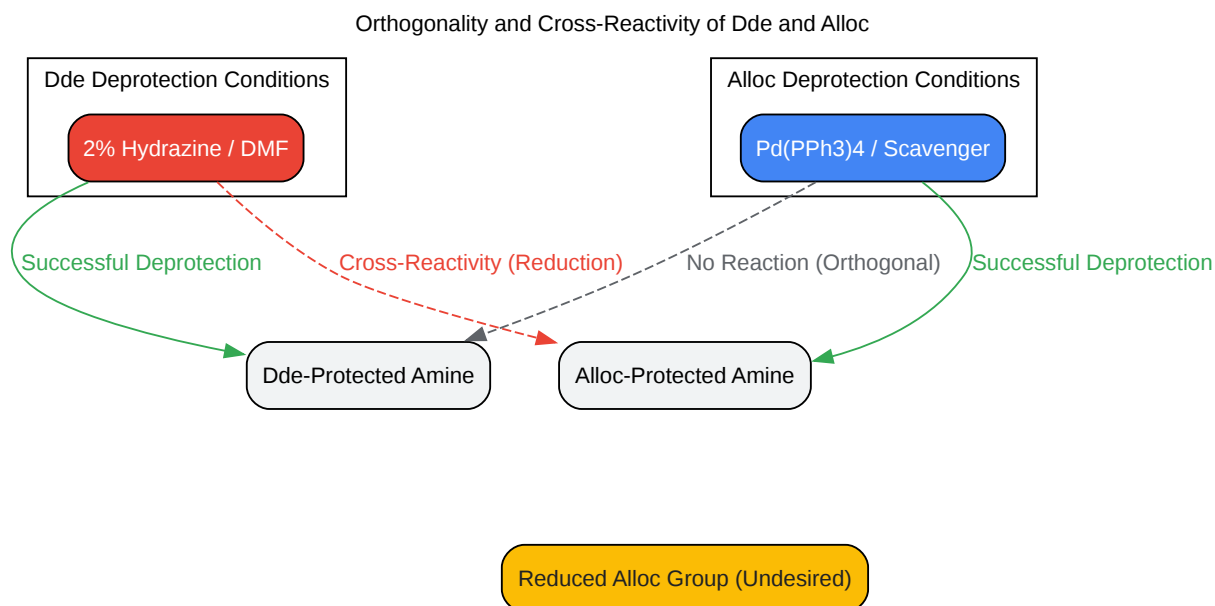 Orthogonality and Cross-Reactivity of Dde and Alloc
Dde Deprotection Conditions
Alloc Deprotection Conditions
2% Hydrazine / DMF
Pd(PPh3)4 / Scavenger
Successful Deprotection
Cross-Reactivity (Reduction)
No Reaction (Orthogonal)
Successful Deprotection
Dde-Protected Amine
Alloc-Protected Amine
Reduced Alloc Group (Undesired)